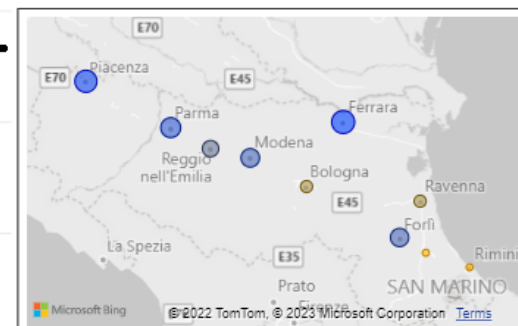 E70
Piacenza
E70
E45
Parma
Ferrara
Modena
Reggio
nell'Emilia
Bologna
Ravenna
E45
Forlì
La Spezia
E35
Rimini
Prato
SAN MARINO
Firenze
Microsoft Bing
© 2022 TomTom, © 2023 Microsoft Corporation Terms